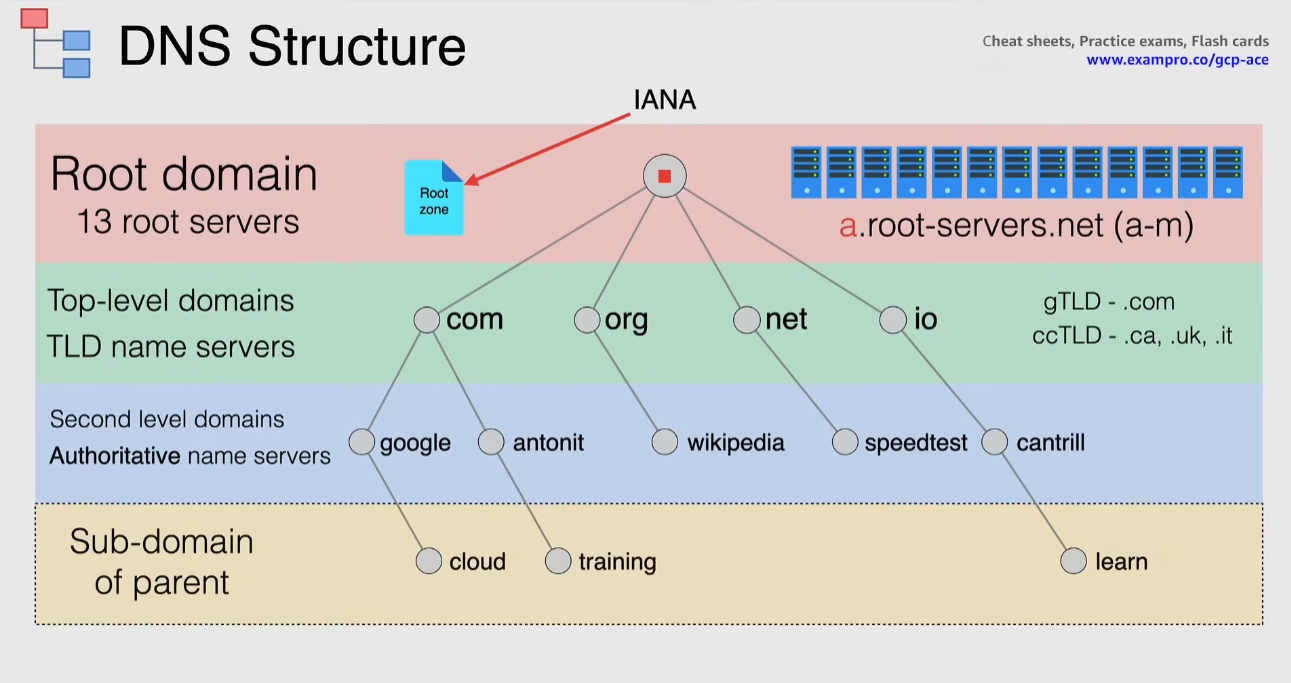 DNS Structure
Cheat sheets, Practice exams, Flash cards
www.exampro.co/gcp-ace
IANA
Root domain
13 root servers
Root
zone
a.root-servers.net (a-m)
Top-level domains
TLD name servers
com
org
net
io
gTLD - .com
ccTLD - .ca, .uk, .it
Second level domains
Authoritative name servers
google
antonit
wikipedia
speedtest
cantrill
Sub-domain
of parent
cloud
training
learn